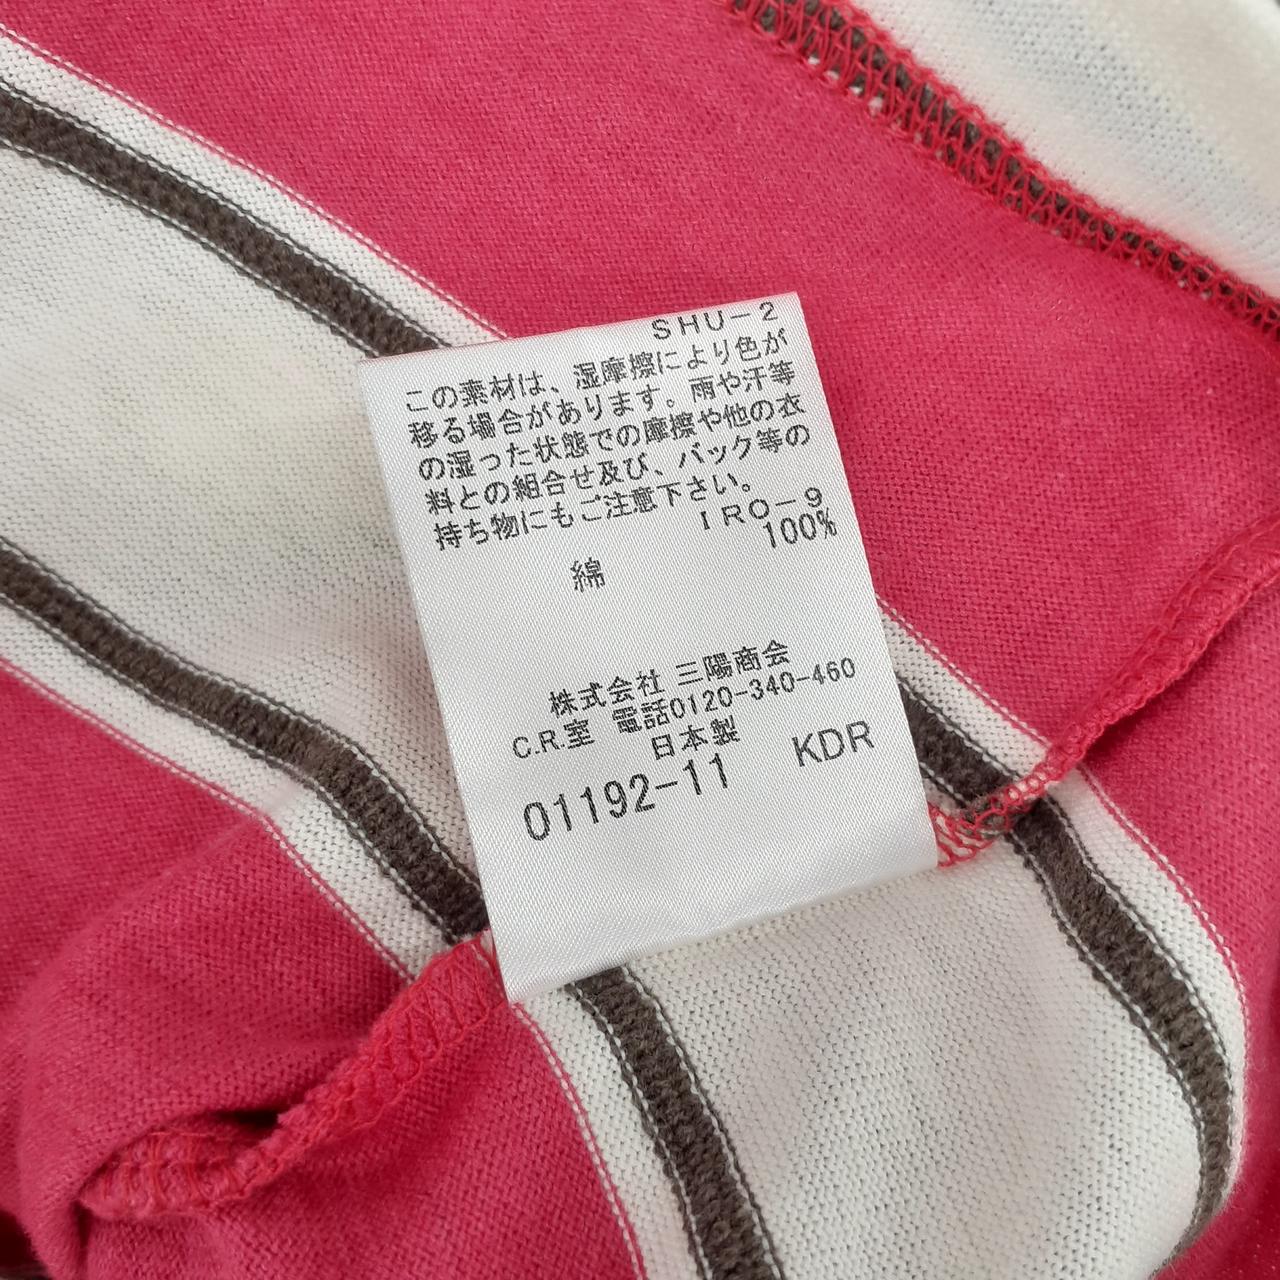 SHU-2
この素材は、湿摩擦により色が
移る場合があります。雨や汗等
の湿った状態での摩擦や他の衣
料との組合せ及び、バック等の
持ち物にもご注意下さい。
IRO-9
100%
綿
株式会社 三陽商会
C.R.室 電話0120-340-460
日本製
01192-11 KDR